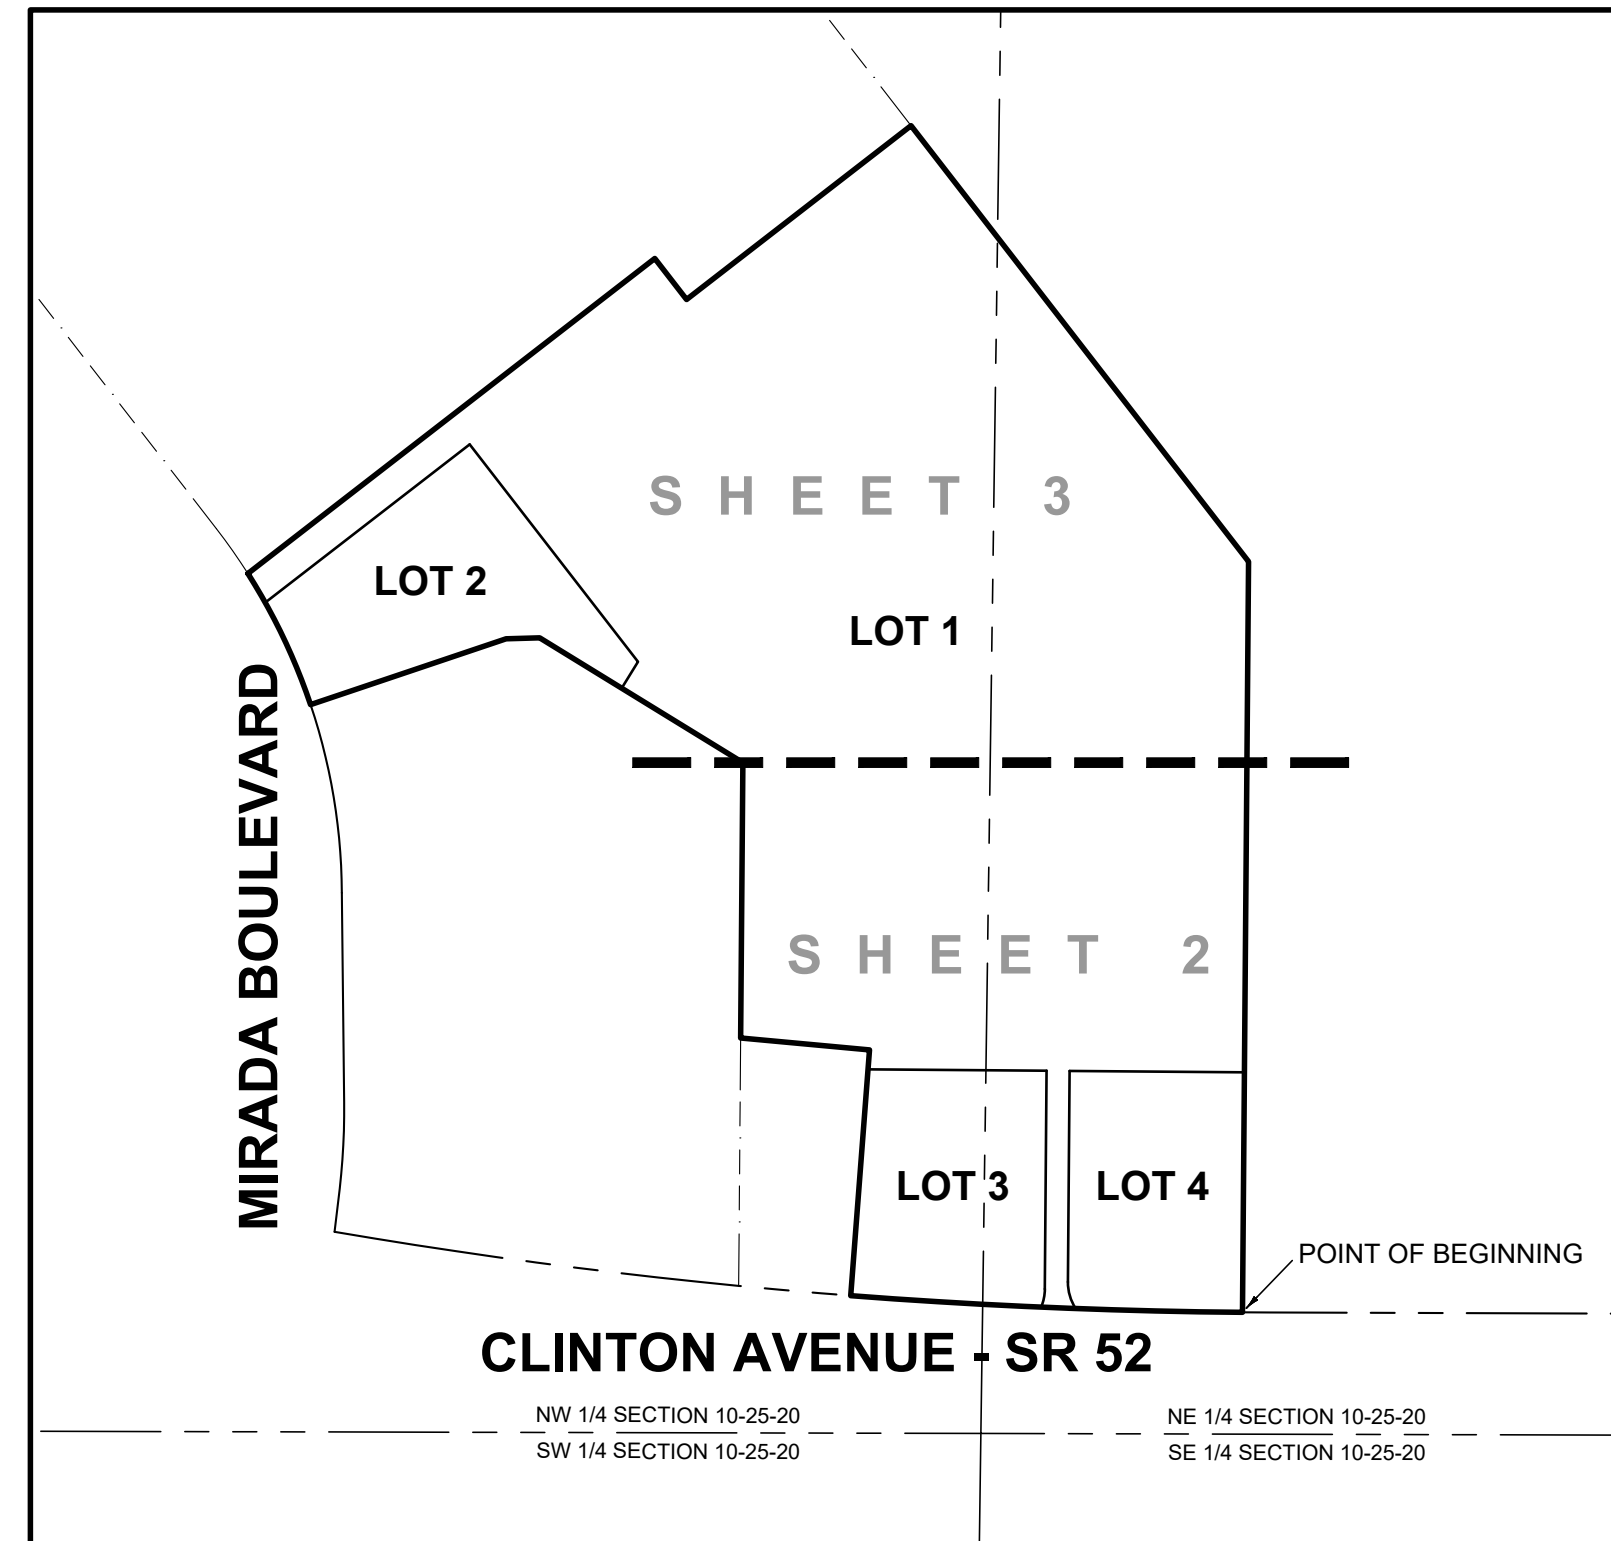 SHEET 3
LOT 2
LOT 1
MIRADA BOULEVARD
SHEET 2
LOT 3
LOT 4
POINT OF BEGINNING
CLINTON AVENUE - SR 52
NW 1/4 SECTION 10-25-20
NE 1/4 SECTION 10-25-20
SW 1/4 SECTION 10-25-20
SE 1/4 SECTION 10-25-20